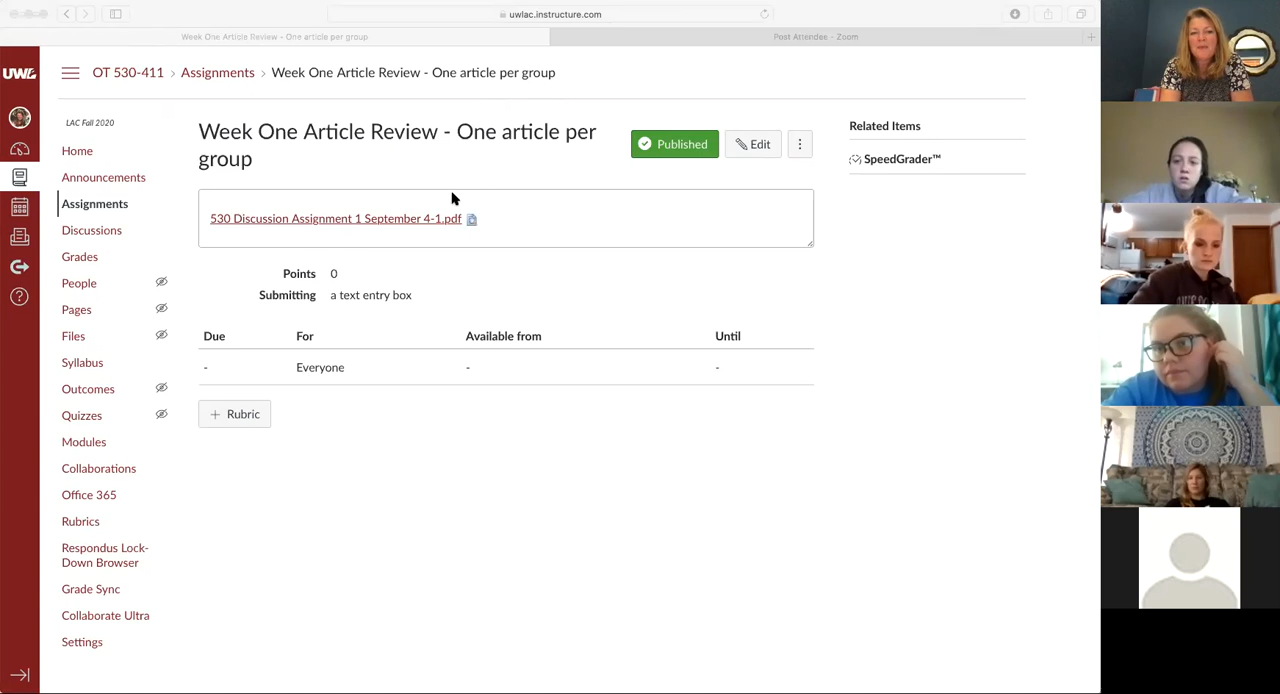 uwlac.instructure.com
Week One Article Review - One article per group
Post Attendee - Zoom
UWL
OT 530-411 > Assignments > Week One Article Review - One article per group
LAC Fall 2020
Home
Announcements
Assignments
Discussions
Grades
People
Pages
Files
Syllabus
Outcomes
Quizzes
Modules
Collaborations
Office 365
Rubrics
Respondus Lock-
Down Browser
Grade Sync
Collaborate Ultra
Settings
Week One Article Review - One article per
group
Published
Edit
530 Discussion Assignment 1 September 4-1.pdf
Points 0
Submitting a text entry box
Due For Available from Until
- Everyone - -
+ Rubric
Related Items
SpeedGrader™